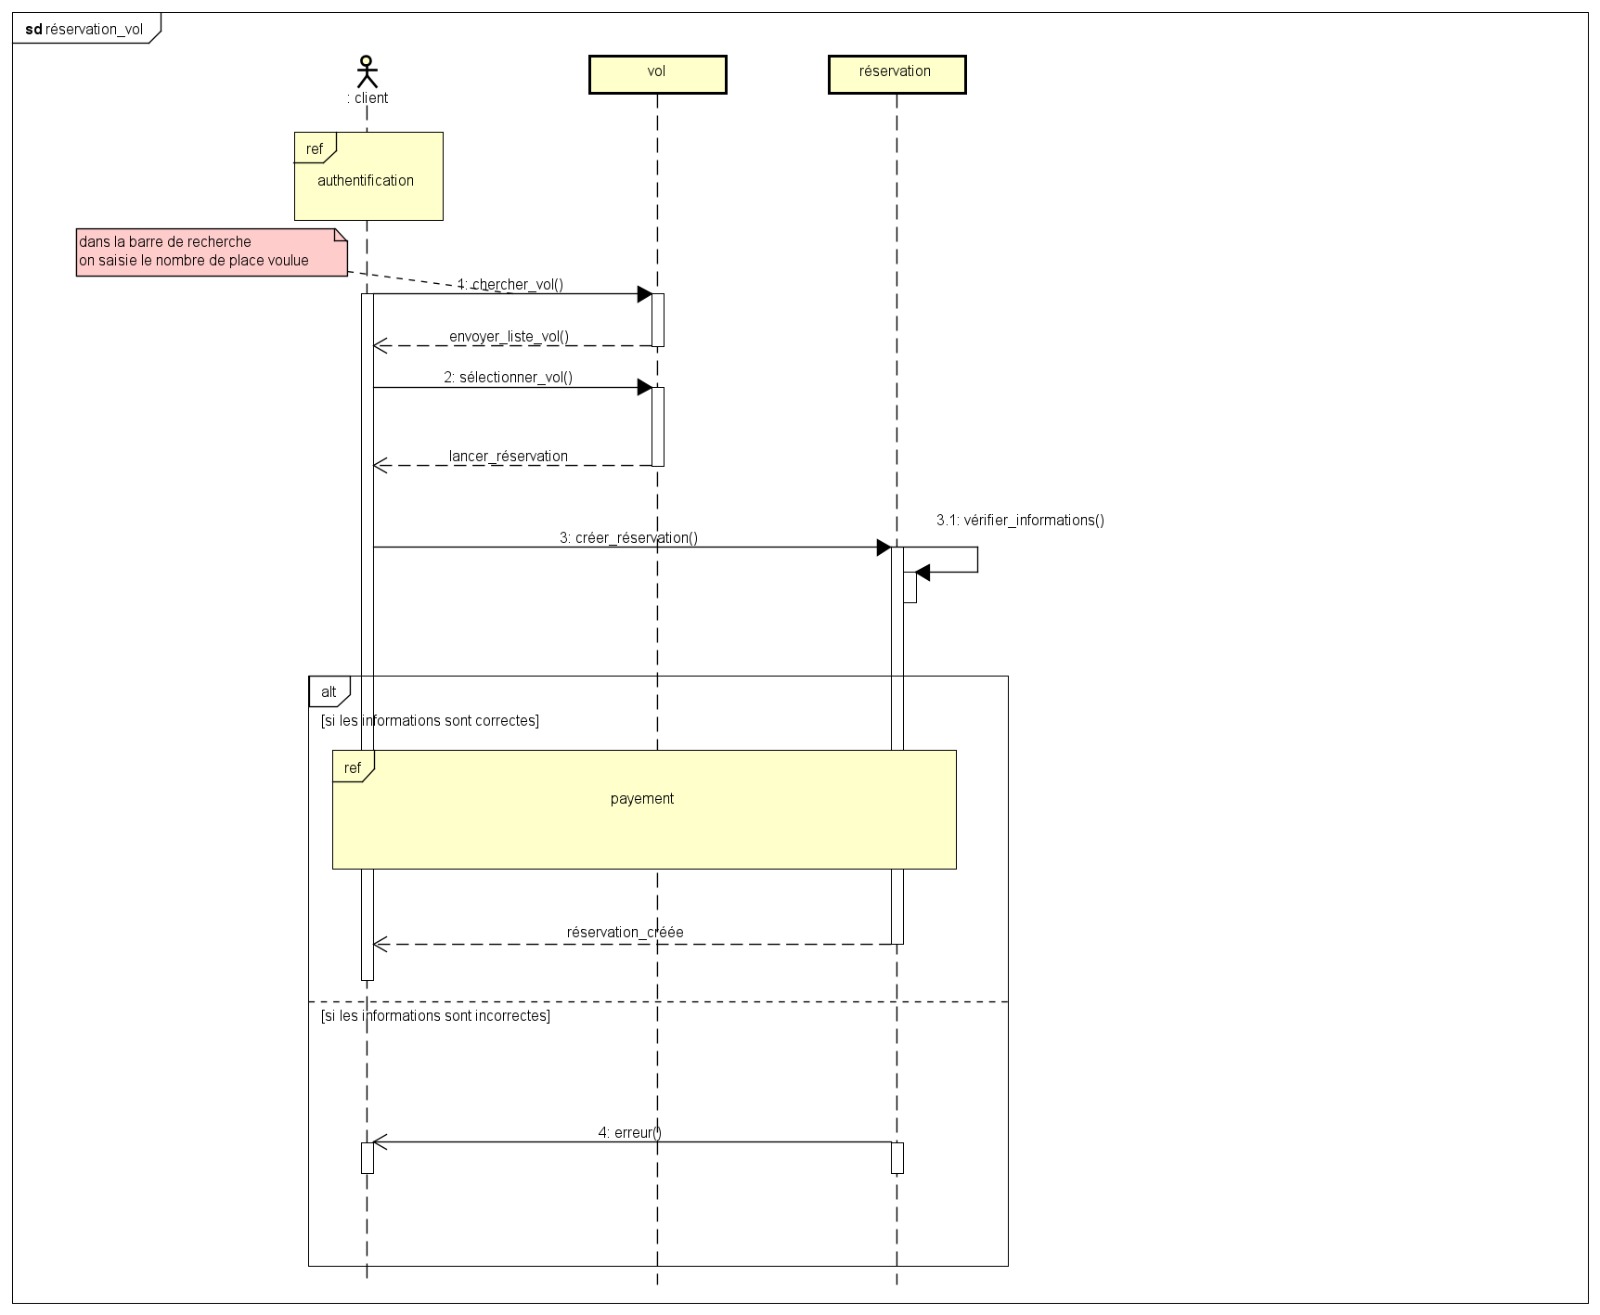 sd réservation_vol
: client
vol
réservation
ref
authentification
dans la barre de recherche
on saisie le nombre de place voulue
1: chercher_vol()
envoyer_liste_vol()
2: sélectionner_vol()
lancer_réservation
3.1: vérifier_informations()
3: créer_réservation()
alt
[si les informations sont correctes]
ref
payement
réservation_créée
[si les informations sont incorrectes]
4: erreur()